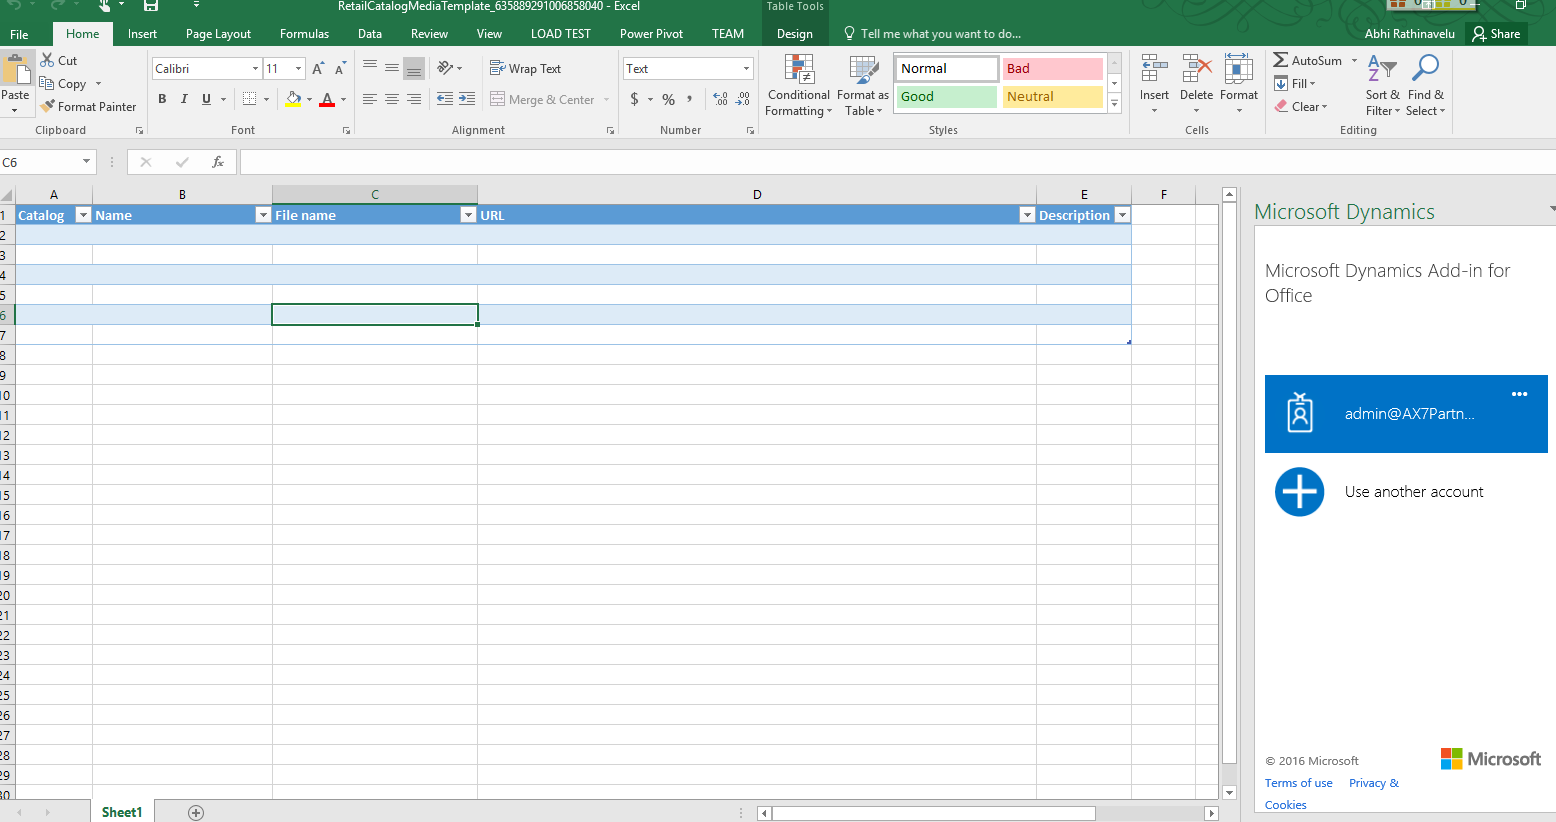 RetailCatalogMediaTemplate_635889291006858040 - Excel
Table Tools
File Home Insert Page Layout Formulas Data Review View LOAD TEST Power Pivot TEAM Design Tell me what you want to do... Abhi Rathinavelu Share
Paste
Cut
Copy
Format Painter
Clipboard
Calibri 11
B I U
Font
Wrap Text
Merge & Center
Alignment
Text
$ % ,
Number
Conditional
Formatting
Format as
Table
Normal Bad
Good Neutral
Styles
Insert Delete Format
Cells
AutoSum
Fill
Clear
Sort &
Filter
Find &
Select
Editing
C6 fx
A B C D E F
1 Catalog Name File name URL Description
2
3
4
5
6
7
8
9
10
11
12
13
14
15
16
17
18
19
20
21
22
23
24
25
26
27
28
29
30
Sheet1
Microsoft Dynamics
Microsoft Dynamics Add-in for
Office
admin@AX7Partn...
Use another account
© 2016 Microsoft
Microsoft
Terms of use Privacy &
Cookies